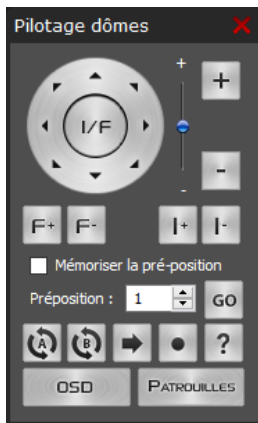 Pilotage dômes
+
+
I/F
-
-
F+ F- I+ I-
Mémoriser la pré-position
Préposition : 1 GO
A B ?
OSD PATROUILLES